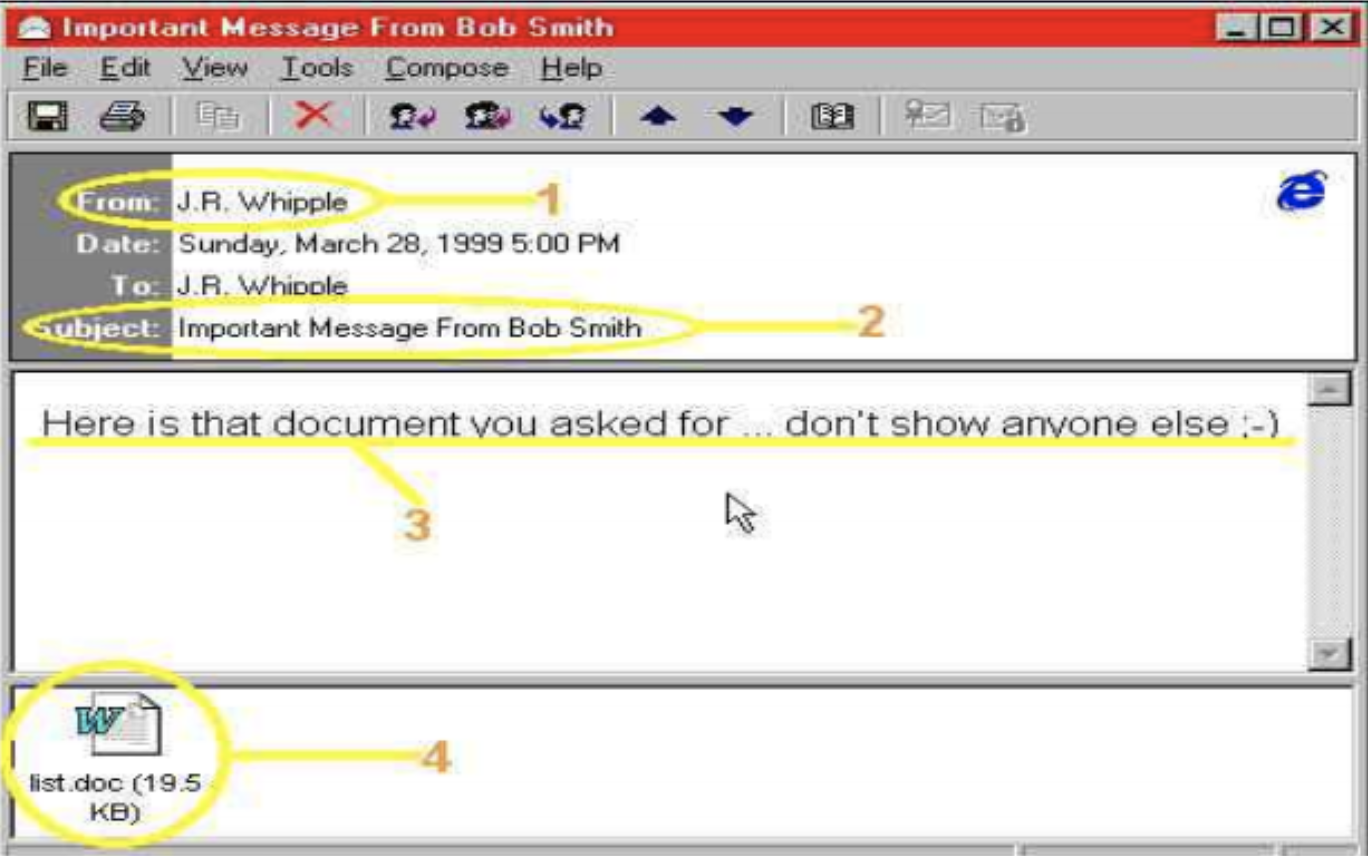 Important Message From Bob Smith
File Edit View Tools Compose Help
From: J.R. Whipple 1
Date: Sunday, March 28, 1999 5:00 PM
To: J.R. Whipple
Subject: Important Message From Bob Smith 2
Here is that document you asked for ... don't show anyone else ;-)
3
W
list.doc (19.5
KB)
4